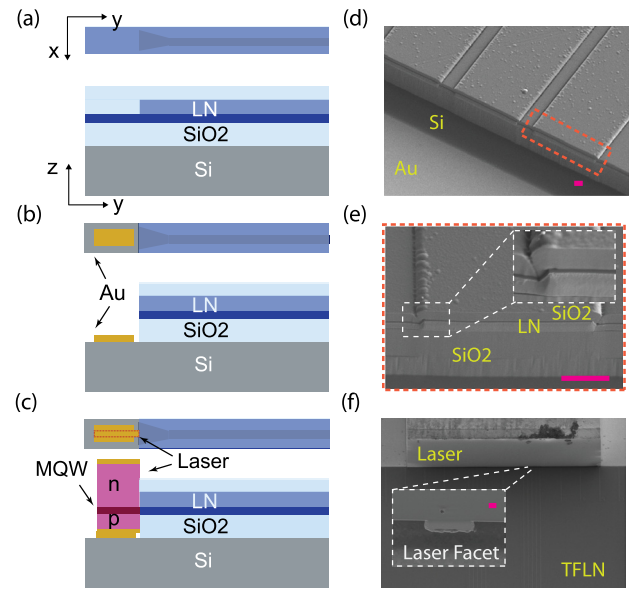 (a)
y
x
LN
SiO2
Si
z
y
(b)
Au
LN
SiO2
Si
(c)
Laser
MQW
n
p
LN
SiO2
Si
(d)
Si
Au
(e)
SiO2
LN
SiO2
(f)
Laser
Laser Facet
TFLN